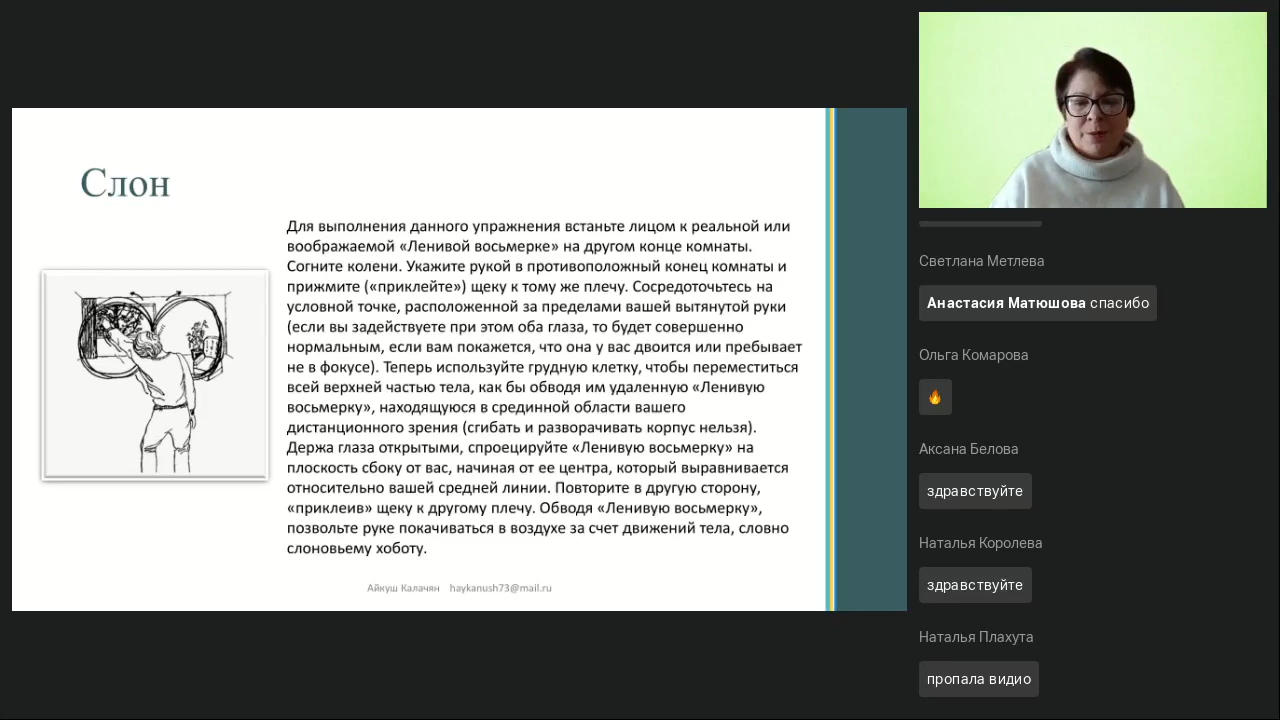 Слон
Для выполнения данного упражнения встаньте лицом к реальной или
воображаемой «Ленивой восьмерке» на другом конце комнаты.
Согните колени. Укажите рукой в противоположный конец комнаты и
прижмите («приклейте») щеку к тому же плечу. Сосредоточьтесь на
условной точке, расположенной за пределами вашей вытянутой руки
(если вы задействуете при этом оба глаза, то будет совершенно
нормальным, если вам покажется, что она у вас двоится или пребывает
не в фокусе). Теперь используйте грудную клетку, чтобы переместиться
всей верхней частью тела, как бы обводя им удаленную «Ленивую
восьмерку», находящуюся в срединной области вашего
дистанционного зрения (сгибать и разворачивать корпус нельзя).
Держа глаза открытыми, спроецируйте «Ленивую восьмерку» на
плоскость сбоку от вас, начиная от ее центра, который выравнивается
относительно вашей средней линии. Повторите в другую сторону,
«приклеив» щеку к другому плечу. Обводя «Ленивую восьмерку»,
позвольте руке покачиваться в воздухе за счет движений тела, словно
слоновьему хоботу.
Айкуш Калачян haykanush73@mail.ru
Светлана Метлева
Анастасия Матюшова спасибо
Ольга Комарова
🔥
Аксана Белова
здравствуйте
Наталья Королева
здравствуйте
Наталья Плахута
пропала видио